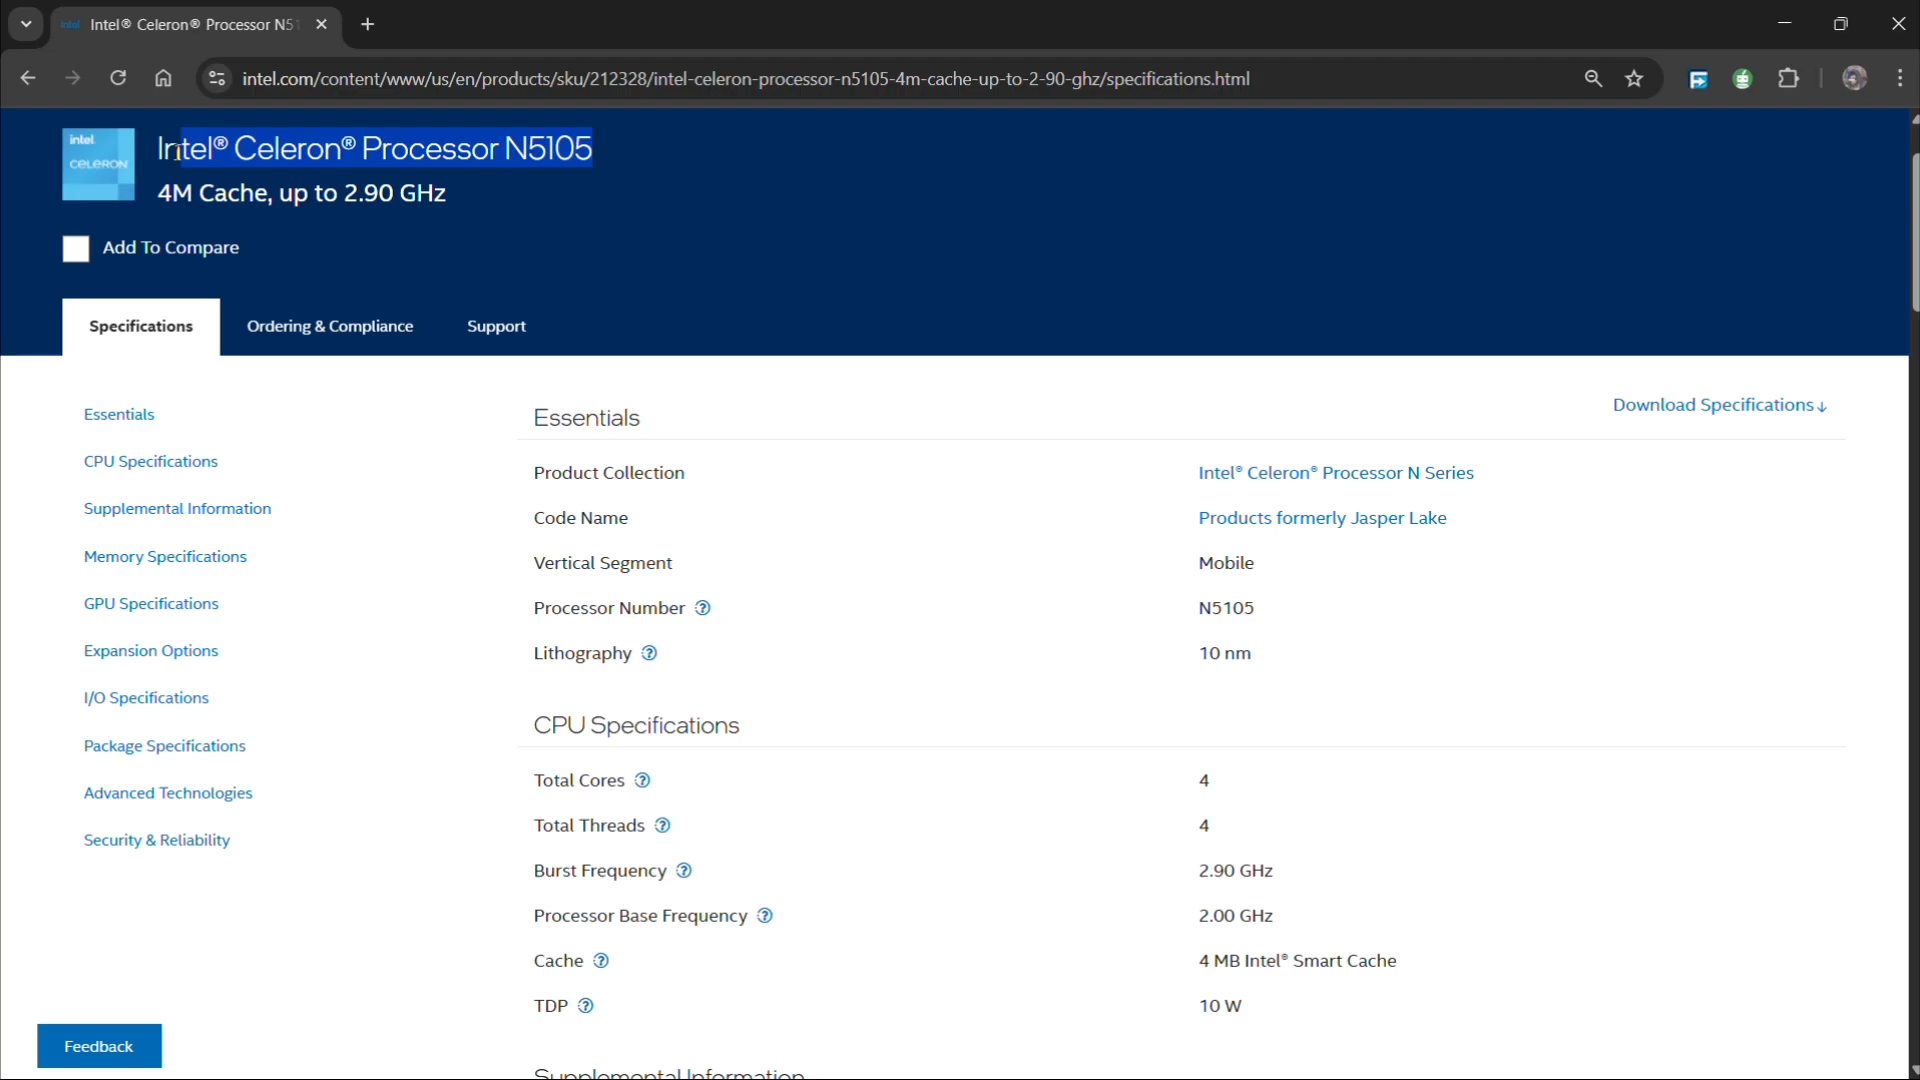 intel Intel® Celeron® Processor N51
intel.com/content/www/us/en/products/sku/212328/intel-celeron-processor-n5105-4m-cache-up-to-2-90-ghz/specifications.html
intel
CELERON
Intel® Celeron® Processor N5105
4M Cache, up to 2.90 GHz
Add To Compare
Specifications Ordering & Compliance Support
Download Specifications↓
Essentials
CPU Specifications
Supplemental Information
Memory Specifications
GPU Specifications
Expansion Options
I/O Specifications
Package Specifications
Advanced Technologies
Security & Reliability
Essentials
Product Collection Intel® Celeron® Processor N Series
Code Name Products formerly Jasper Lake
Vertical Segment Mobile
Processor Number ? N5105
Lithography ? 10 nm
CPU Specifications
Total Cores ? 4
Total Threads ? 4
Burst Frequency ? 2.90 GHz
Processor Base Frequency ? 2.00 GHz
Cache ? 4 MB Intel® Smart Cache
TDP ? 10 W
Supplemental Information
Feedback